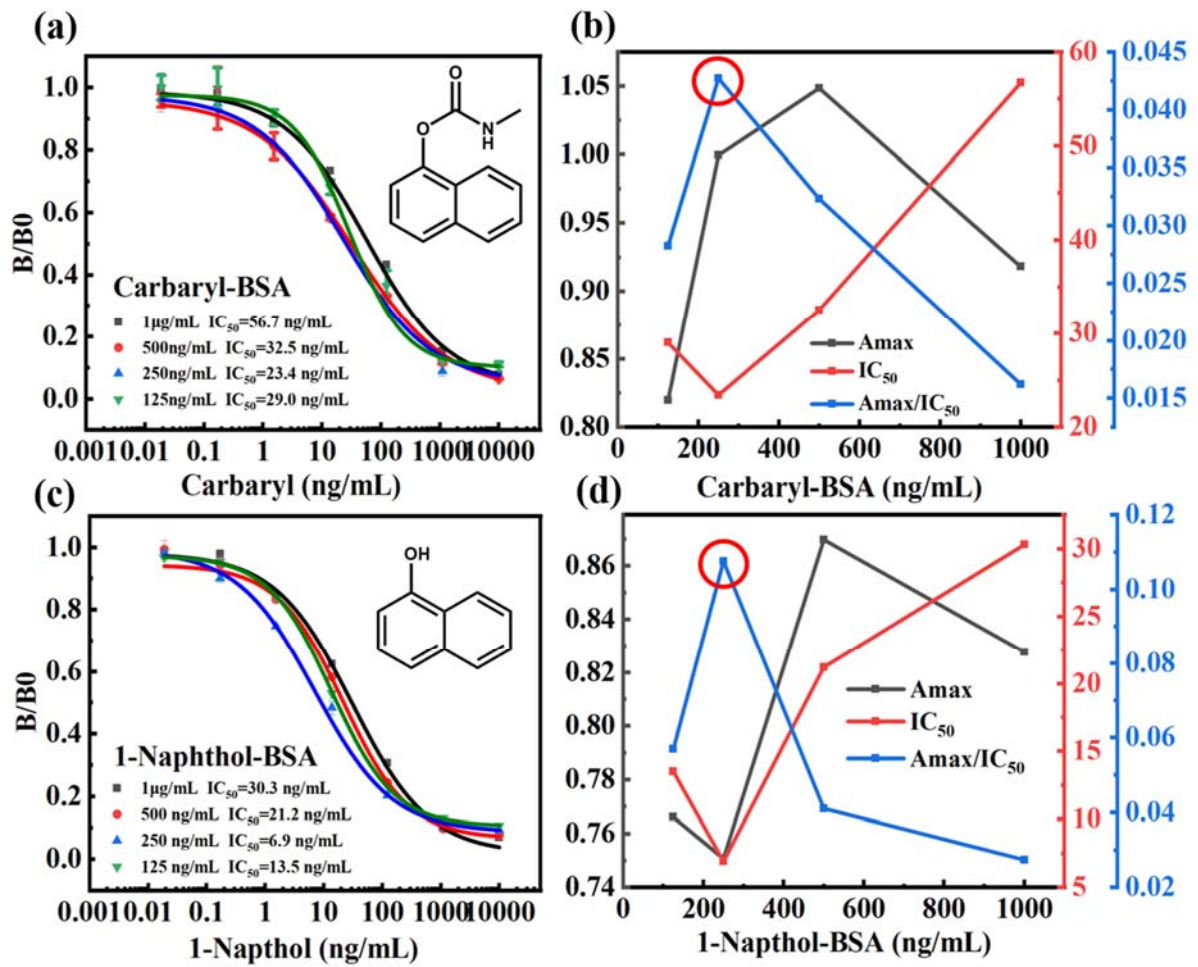 (a)
1.0
0.8
0.6
0.4
0.2
0.0
B/B0
O
O
N
H
Carbaryl-BSA
1μg/mL IC50=56.7 ng/mL
500ng/mL IC50=32.5 ng/mL
250ng/mL IC50=23.4 ng/mL
125ng/mL IC50=29.0 ng/mL
0.001 0.01 0.1 1 10 100 1000 10000
Carbaryl (ng/mL)
(b)
1.05
1.00
0.95
0.90
0.85
0.80
60
50
40
30
20
0.045
0.040
0.035
0.030
0.025
0.020
0.015
Amax
IC50
Amax/IC50
0 200 400 600 800 1000
Carbaryl-BSA (ng/mL)
(c)
1.0
0.8
0.6
0.4
0.2
0.0
B/B0
OH
1-Naphthol-BSA
1μg/mL IC50=30.3 ng/mL
500 ng/mL IC50=21.2 ng/mL
250 ng/mL IC50=6.9 ng/mL
125 ng/mL IC50=13.5 ng/mL
0.001 0.01 0.1 1 10 100 1000 10000
1-Napthol (ng/mL)
(d)
0.86
0.84
0.82
0.80
0.78
0.76
0.74
30
25
20
15
10
5
0.12
0.10
0.08
0.06
0.04
0.02
Amax
IC50
Amax/IC50
0 200 400 600 800 1000
1-Napthol-BSA (ng/mL)